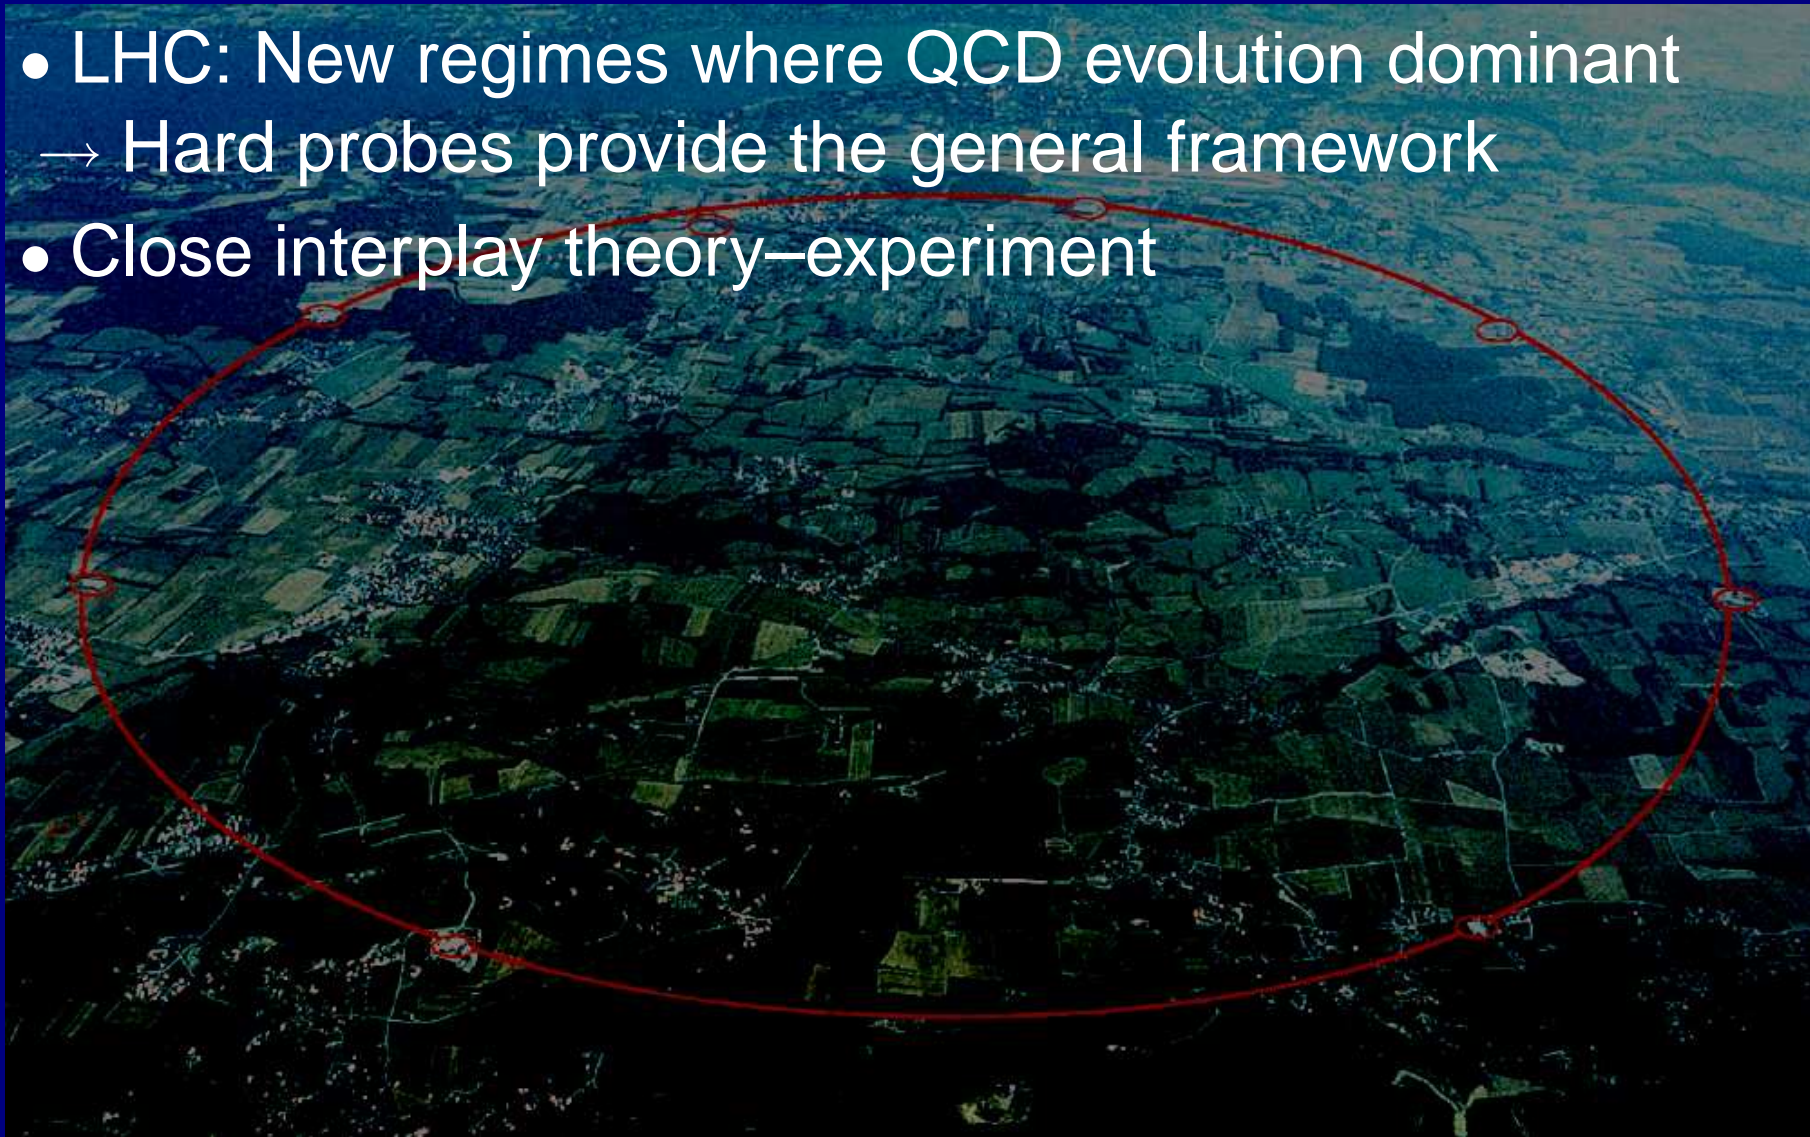 • LHC: New regimes where QCD evolution dominant
→ Hard probes provide the general framework
• Close interplay theory–experiment